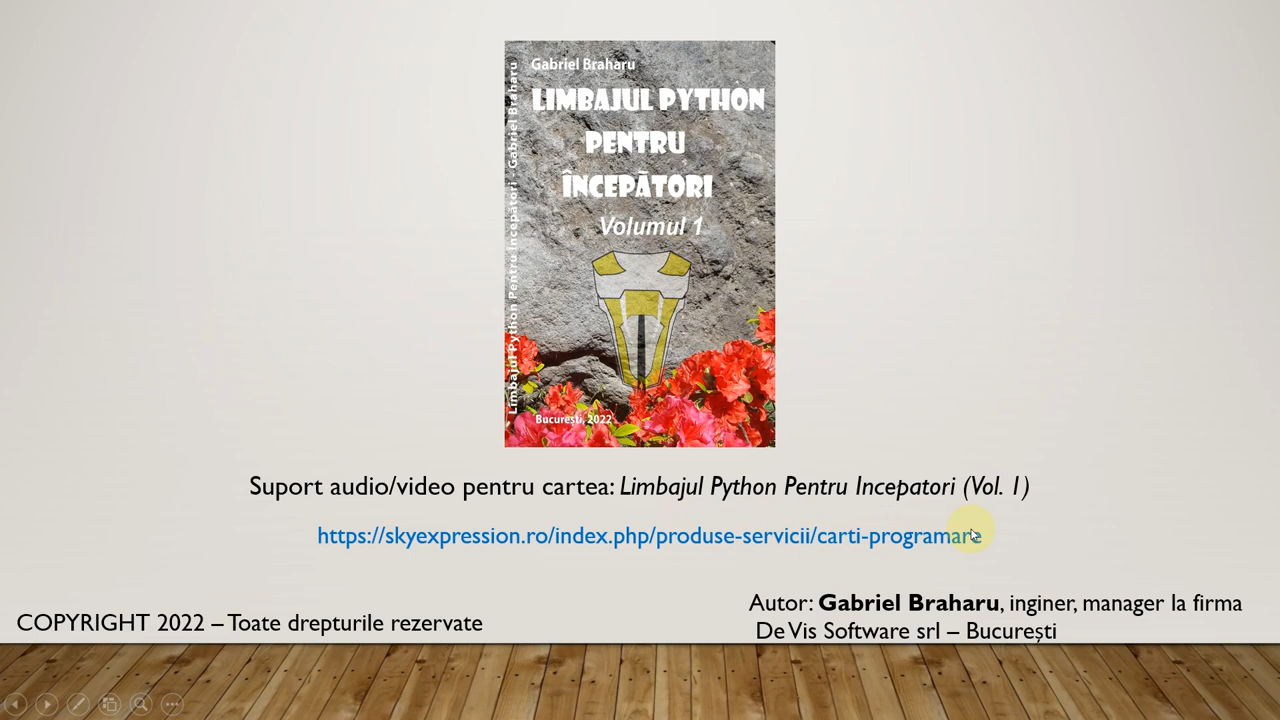 Gabriel Braharu
LIMBAJUL PYTHON
PENTRU
ÎNCEPĂTORI
Volumul 1
Limbajul Python Pentru Începători - Gabriel Braharu
București, 2022
Suport audio/video pentru cartea: Limbajul Python Pentru Incepatori (Vol. 1)
https://skyexpression.ro/index.php/produse-servicii/carti-programare
COPYRIGHT 2022 – Toate drepturile rezervate
Autor: Gabriel Braharu, inginer, manager la firma
De Vis Software srl – București